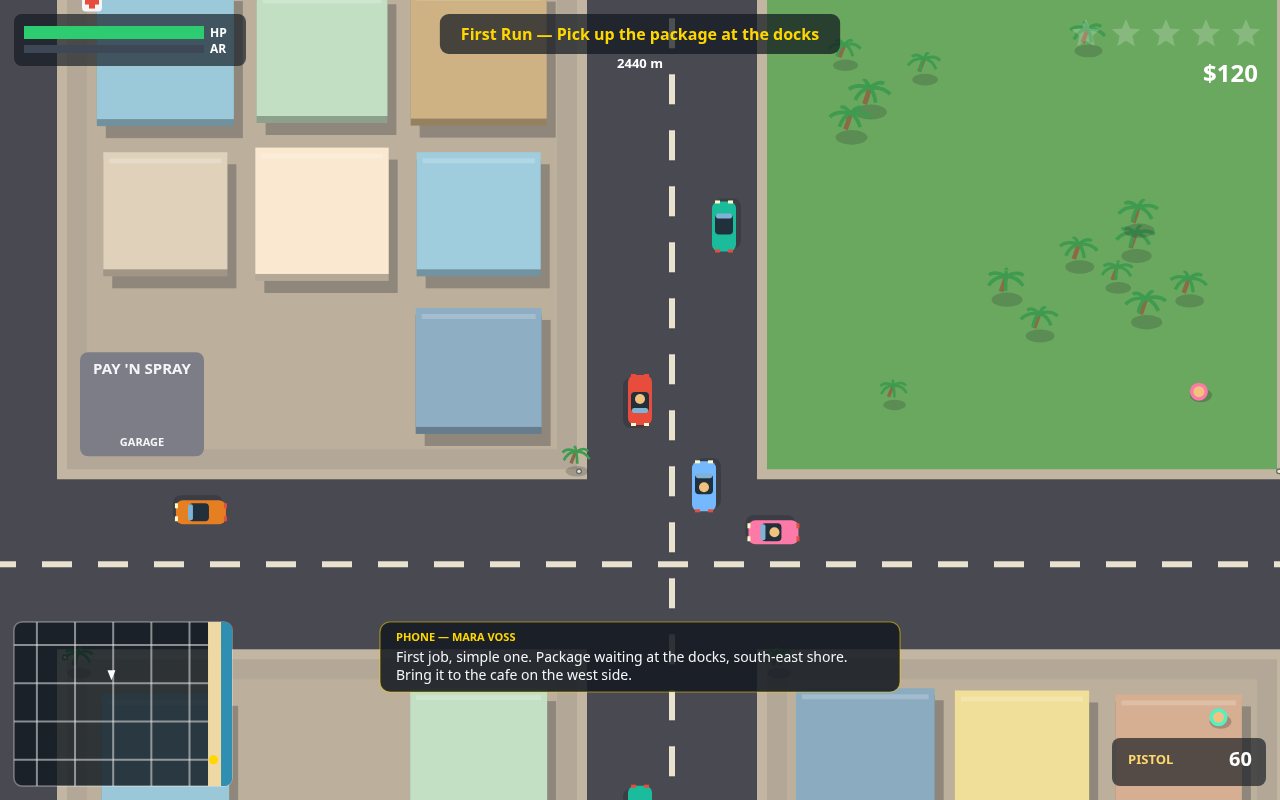 HP
AR
First Run — Pick up the package at the docks
2440 m
$120
PAY 'N SPRAY
GARAGE
PHONE — MARA VOSS
First job, simple one. Package waiting at the docks, south-east shore.
Bring it to the cafe on the west side.
PISTOL 60